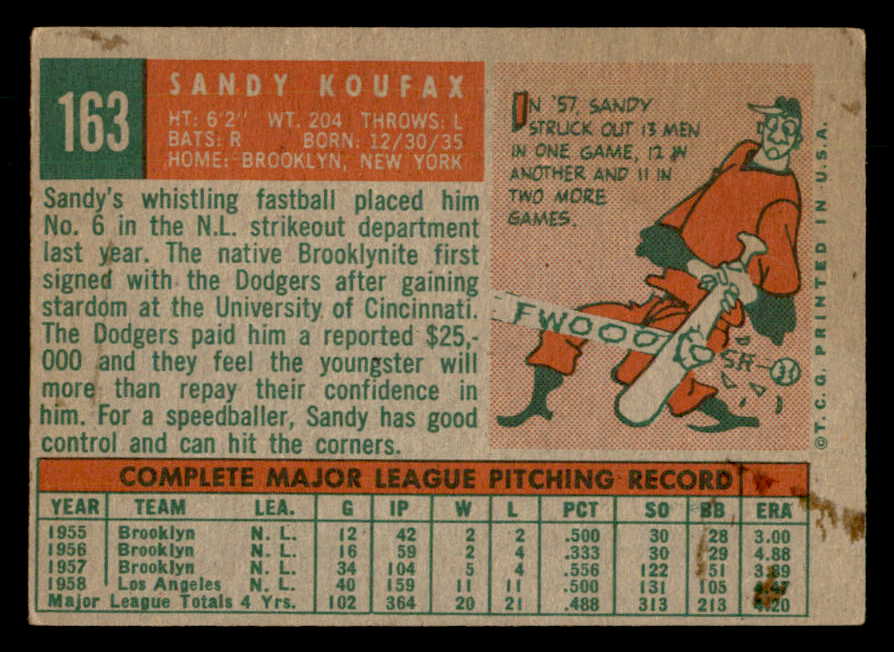 163
SANDY KOUFAX
HT: 6'2" WT. 204 THROWS: L
BATS: R BORN: 12/30/35
HOME: BROOKLYN, NEW YORK
Sandy's whistling fastball placed him
No. 6 in the N.L. strikeout department
last year. The native Brooklynite first
signed with the Dodgers after gaining
stardom at the University of Cincinnati.
The Dodgers paid him a reported $25,-
000 and they feel the youngster will
more than repay their confidence in
him. For a speedballer, Sandy has good
control and can hit the corners.
IN '57, SANDY
STRUCK OUT 13 MEN
IN ONE GAME, 12 IN
ANOTHER AND 11 IN
TWO MORE
GAMES.
FWOOOO
©T.C.G. PRINTED IN U.S.A.
COMPLETE MAJOR LEAGUE PITCHING RECORD
YEAR TEAM LEA. G IP W L PCT SO BB ERA
1955 Brooklyn N. L. 12 42 2 2 .500 30 28 3.00
1956 Brooklyn N. L. 16 59 2 4 .333 30 29 4.88
1957 Brooklyn N. L. 34 104 5 4 .556 122 51 3.89
1958 Los Angeles N. L. 40 159 11 11 .500 131 105 4.47
Major League Totals 4 Yrs. 102 364 20 21 .488 313 213 4.20